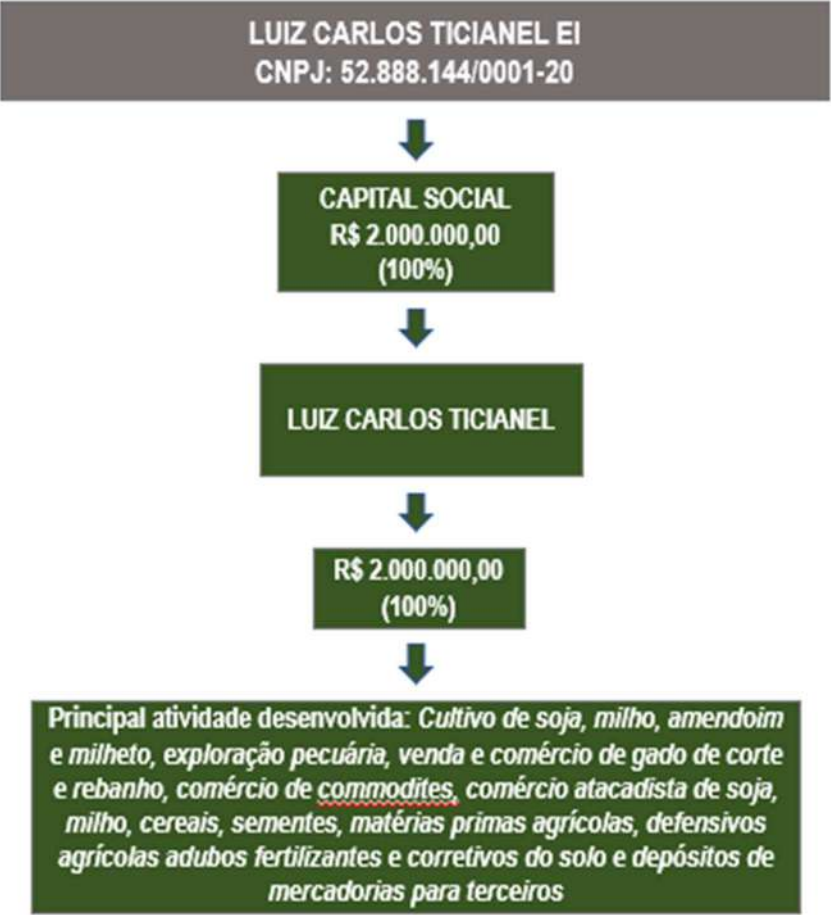 LUIZ CARLOS TICIANEL EI
CNPJ: 52.888.144/0001-20
CAPITAL SOCIAL
R$ 2.000.000,00
(100%)
LUIZ CARLOS TICIANEL
R$ 2.000.000,00
(100%)
Principal atividade desenvolvida: Cultivo de soja, milho, amendoim
e milheto, exploração pecuária, venda e comércio de gado de corte
e rebanho, comércio de commodites, comércio atacadista de soja,
milho, cereais, sementes, matérias primas agrícolas, defensivos
agrícolas adubos fertilizantes e corretivos do solo e depósitos de
mercadorias para terceiros